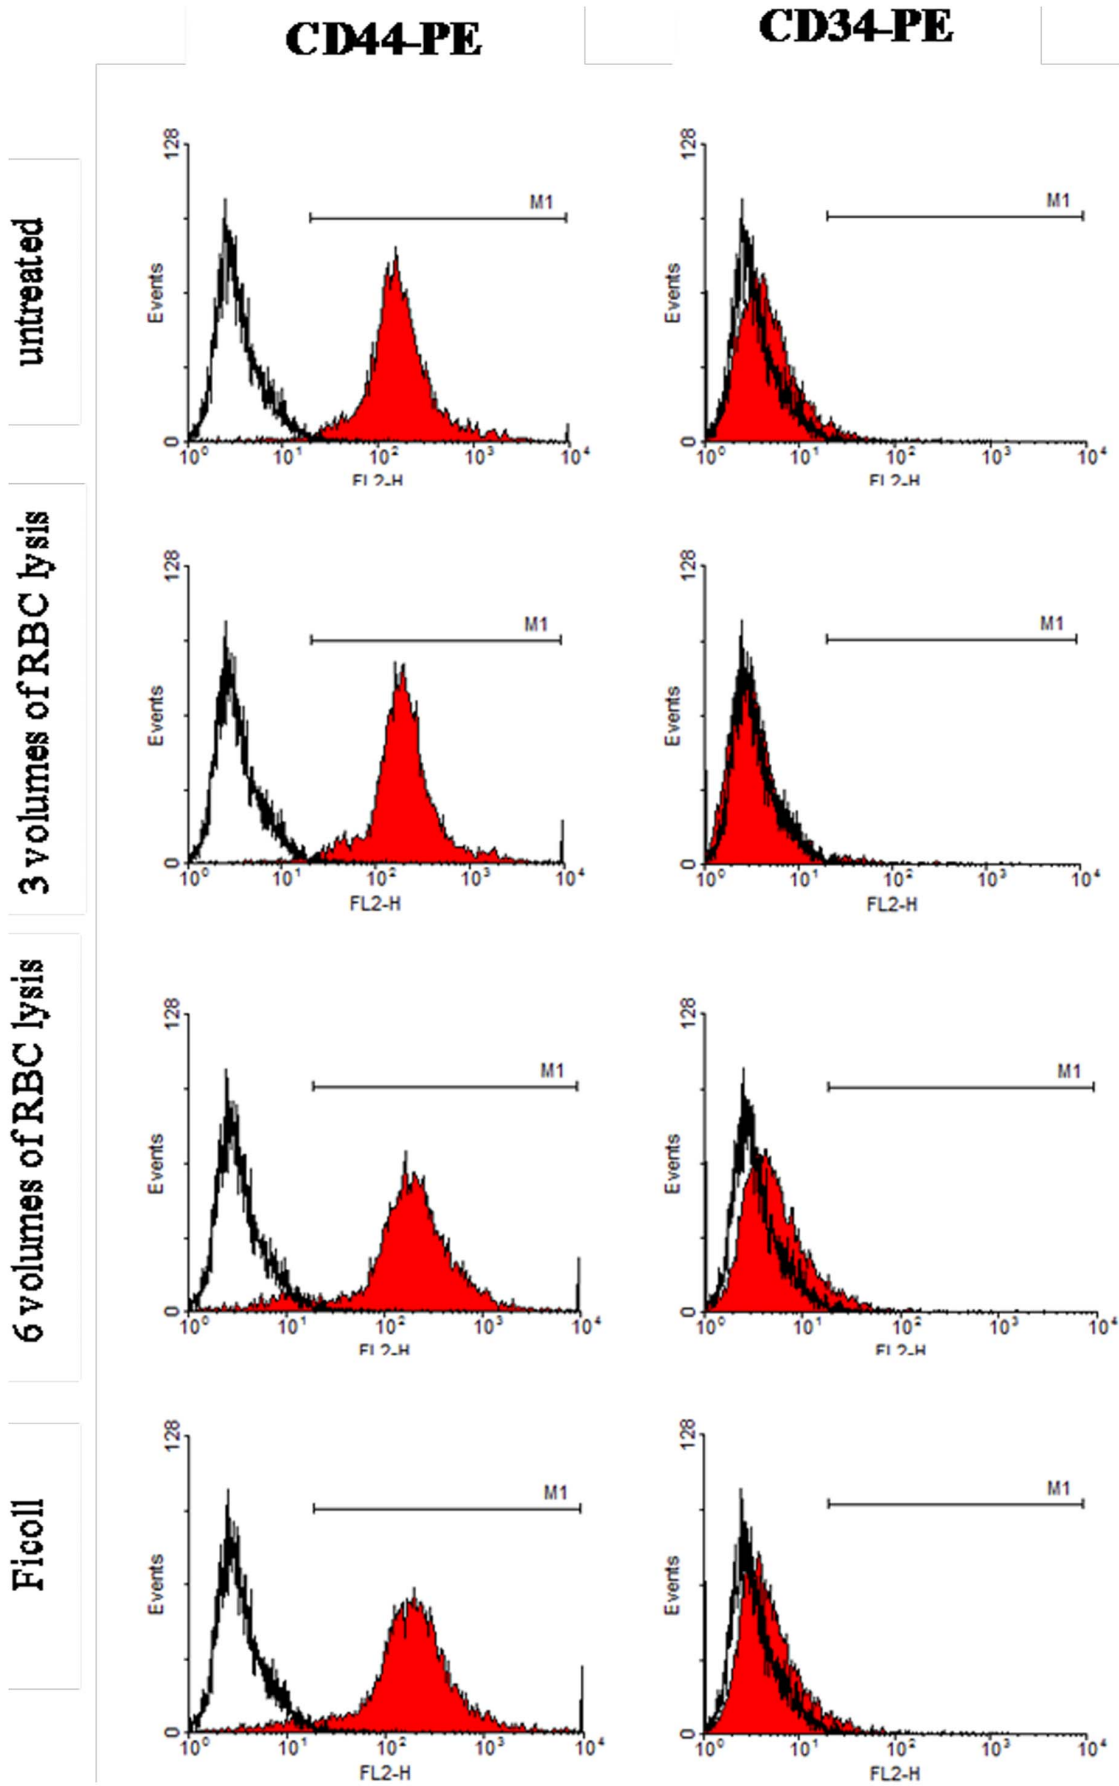 CD44-PE CD34-PE
untreated
128 M1 Events 0 10⁰ 10¹ 10² 10³ 10⁴ FL2-H
128 M1 Events 0 10⁰ 10¹ 10² 10³ 10⁴ FL2-H
3 volumes of RBC lysis
128 M1 Events 0 10⁰ 10¹ 10² 10³ 10⁴ FL2-H
128 M1 Events 0 10⁰ 10¹ 10² 10³ 10⁴ FL2-H
6 volumes of RBC lysis
128 M1 Events 0 10⁰ 10¹ 10² 10³ 10⁴ FL2-H
128 M1 Events 0 10⁰ 10¹ 10² 10³ 10⁴ FL2-H
Ficoll
128 M1 Events 0 10⁰ 10¹ 10² 10³ 10⁴ FL2-H
128 M1 Events 0 10⁰ 10¹ 10² 10³ 10⁴ FL2-H